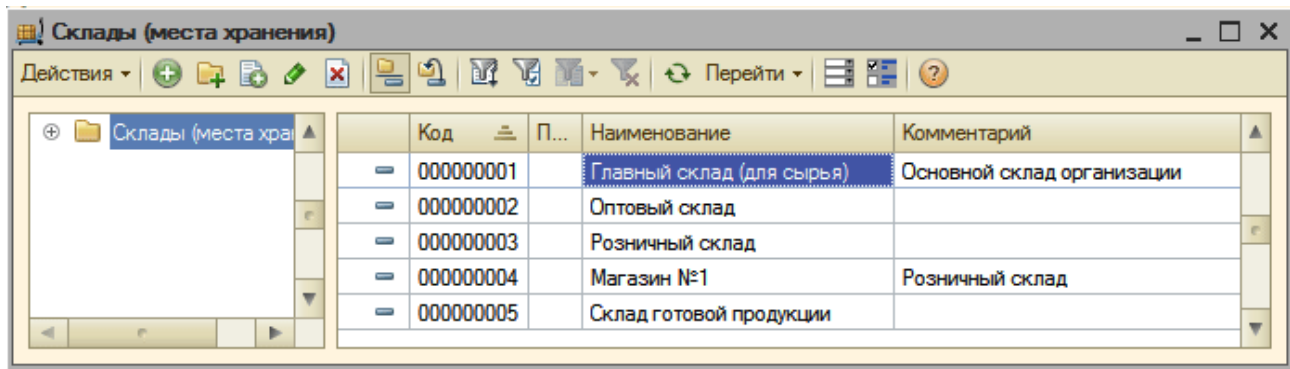 Склады (места хранения)
Действия Перейти
Склады (места хра
Код П... Наименование Комментарий
000000001 Главный склад (для сырья) Основной склад организации
000000002 Оптовый склад
000000003 Розничный склад
000000004 Магазин №1 Розничный склад
000000005 Склад готовой продукции